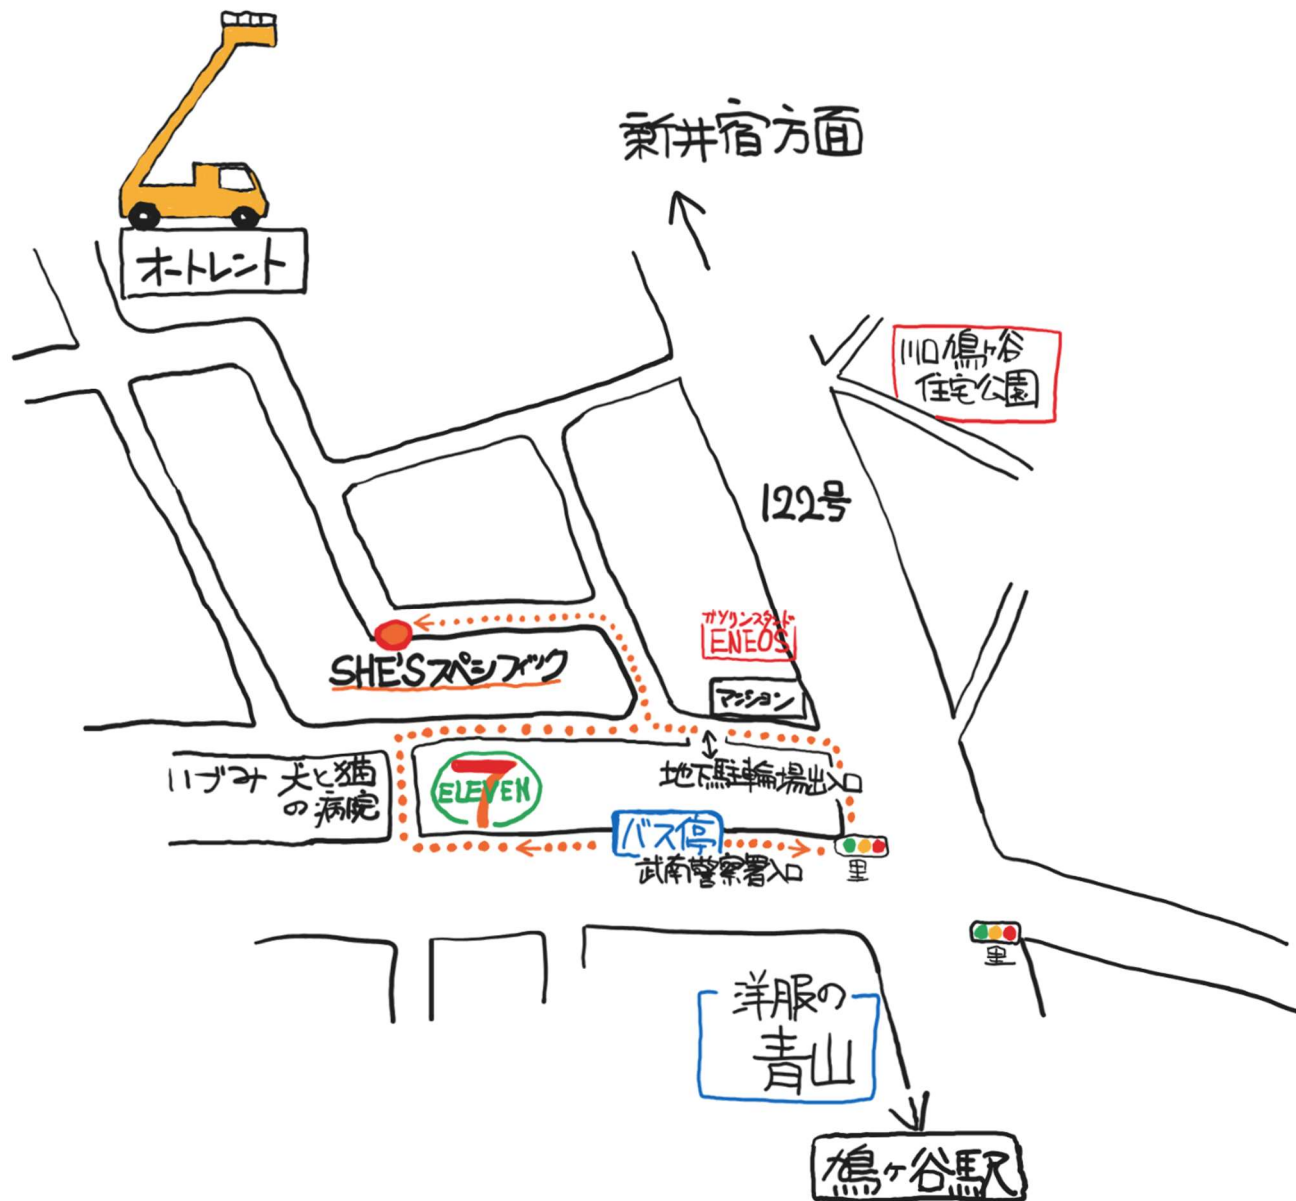 新井宿方面
オートレント
川口鳩ヶ谷
住宅公園
122号
ガソリンスタンド
ENEOS
SHE'Sスペシフィック
マンション
いづみ 犬と猫
の病院
7
ELEVEN
地下駐輪場出入口
バス停
武南警察署入口
里
里
洋服の
青山
鳩ヶ谷駅